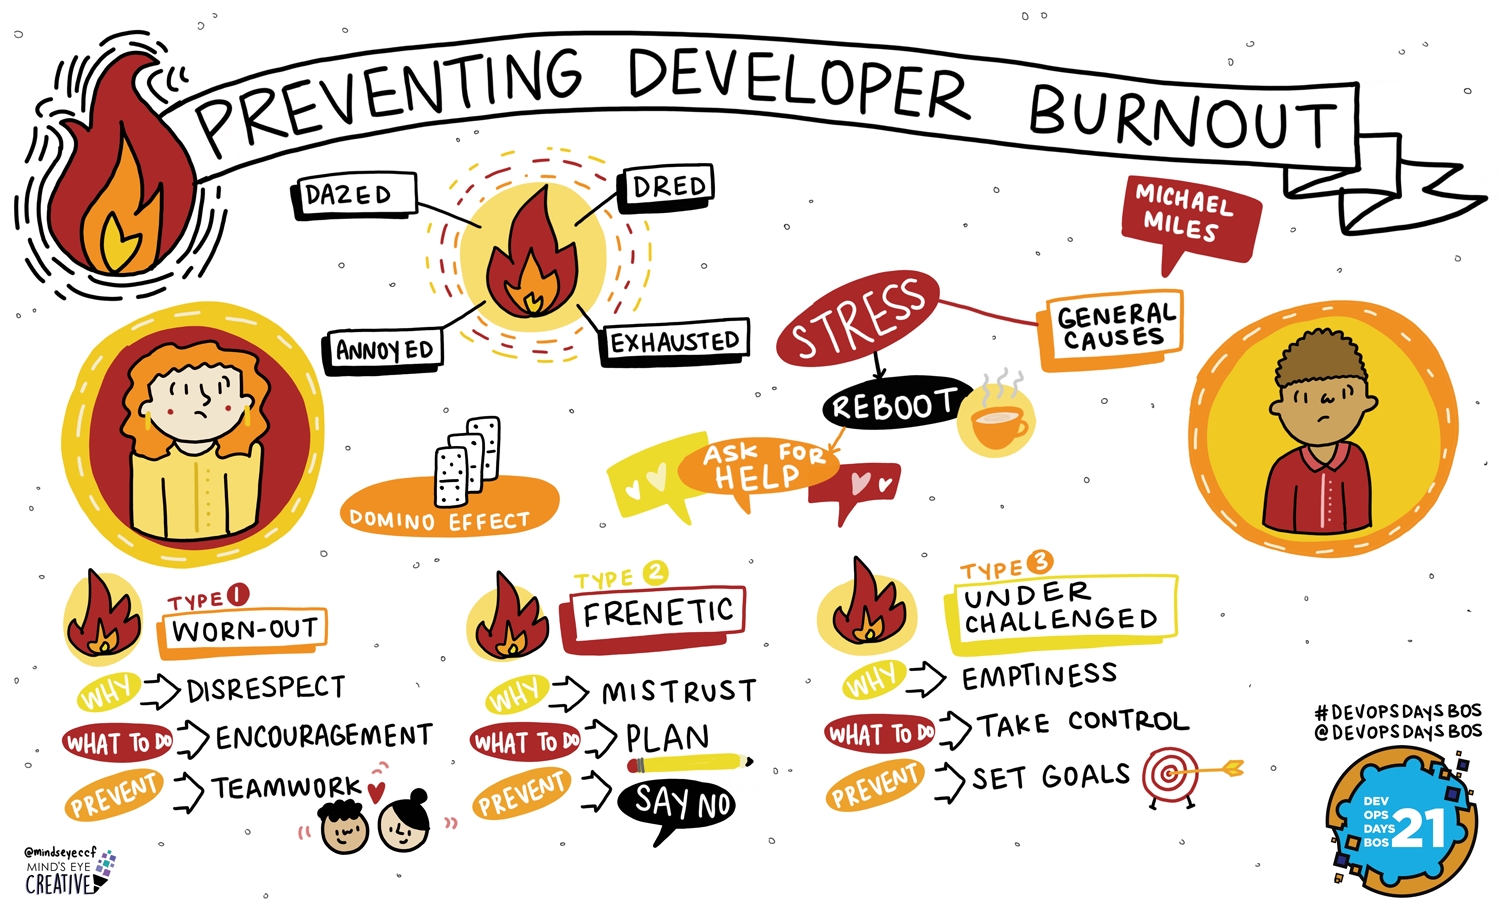 PREVENTING DEVELOPER BURNOUT
DAZED
DRED
ANNOYED
EXHAUSTED
MICHAEL
MILES
STRESS
GENERAL
CAUSES
REBOOT
ASK FOR
HELP
DOMINO EFFECT
TYPE 1
WORN-OUT
WHY
DISRESPECT
WHAT TO DO
ENCOURAGEMENT
PREVENT
TEAMWORK
TYPE 2
FRENETIC
WHY
MISTRUST
WHAT TO DO
PLAN
PREVENT
SAY NO
TYPE 3
UNDER
CHALLENGED
WHY
EMPTINESS
WHAT TO DO
TAKE CONTROL
PREVENT
SET GOALS
#DEVOPSDAYSBOS
@DEVOPSDAYSBOS
DEV
OPS
DAYS
BOS
21
@mindseyeccf
MIND'S EYE
CREATIVE